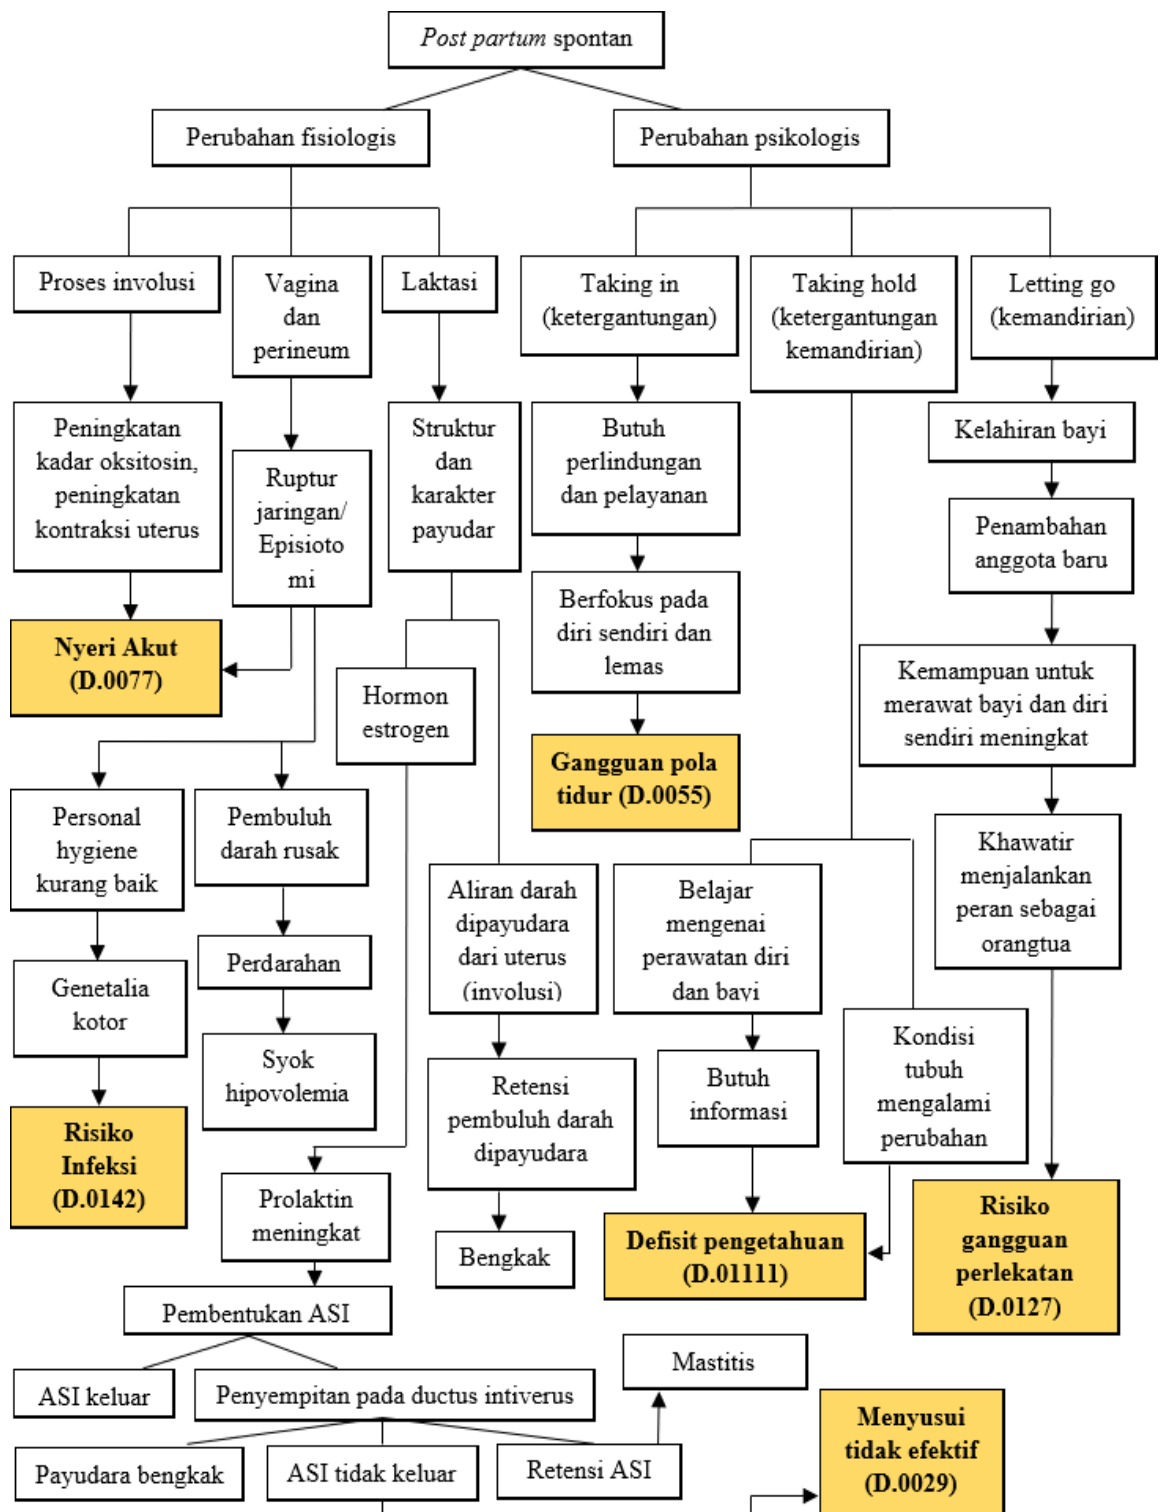 Post partum spontan
Perubahan fisiologis
Perubahan psikologis
Proses involusi
Vagina
dan
perineum
Laktasi
Taking in
(ketergantungan)
Taking hold
(ketergantungan
kemandirian)
Letting go
(kemandirian)
Peningkatan
kadar oksitosin,
peningkatan
kontraksi uterus
Ruptur
jaringan/
Episioto
mi
Struktur
dan
karakter
payudar
Butuh
perlindungan
dan pelayanan
Kelahiran bayi
Penambahan
anggota baru
Nyeri Akut
(D.0077)
Hormon
estrogen
Berfokus pada
diri sendiri dan
lemas
Kemampuan untuk
merawat bayi dan diri
sendiri meningkat
Gangguan pola
tidur (D.0055)
Personal
hygiene
kurang baik
Pembuluh
darah rusak
Khawatir
menjalankan
peran sebagai
orangtua
Aliran darah
dipayudara
dari uterus
(involusi)
Belajar
mengenai
perawatan diri
dan bayi
Genetalia
kotor
Perdarahan
Kondisi
tubuh
mengalami
perubahan
Syok
hipovolemia
Retensi
pembuluh darah
dipayudara
Butuh
informasi
Risiko
Infeksi
(D.0142)
Prolaktin
meningkat
Bengkak
Defisit pengetahuan
(D.01111)
Risiko
gangguan
perlekatan
(D.0127)
Pembentukan ASI
Mastitis
ASI keluar
Penyempitan pada ductus intiverus
Menyusui
tidak efektif
(D.0029)
Payudara bengkak
ASI tidak keluar
Retensi ASI